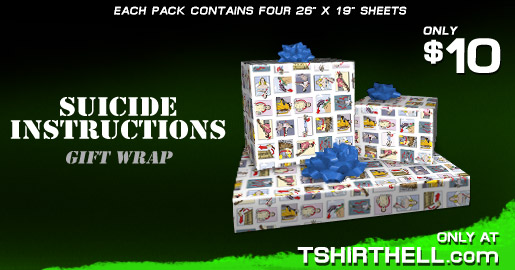 EACH PACK CONTAINS FOUR 26" X 19" SHEETS
ONLY
$10
SUICIDE
INSTRUCTIONS
GIFT WRAP
ONLY AT
TSHIRTHELL.com